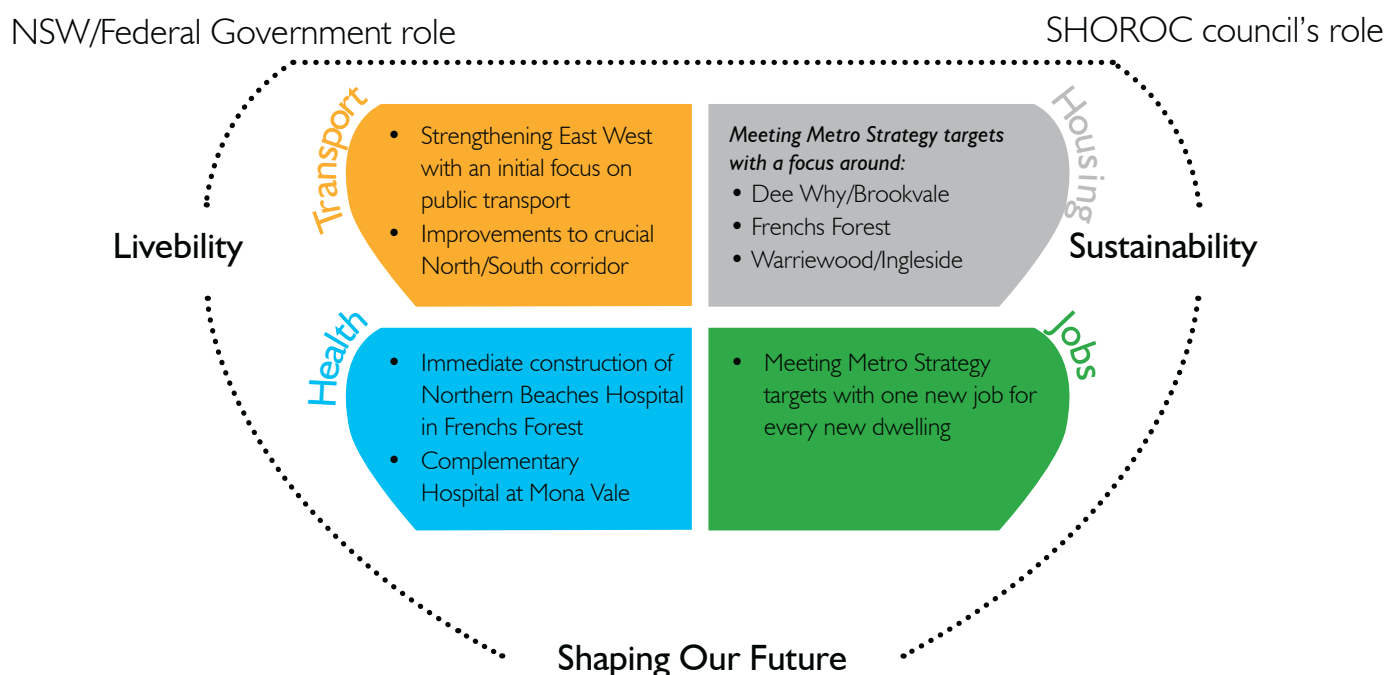 NSW/Federal Government role
SHOROC council's role
Transport
• Strengthening East West
with an initial focus on
public transport
• Improvements to crucial
North/South corridor
Housing
Meeting Metro Strategy targets
with a focus around:
• Dee Why/Brookvale
• Frenchs Forest
• Warriewood/Ingleside
Livebility
Sustainability
Health
• Immediate construction of
Northern Beaches Hospital
in Frenchs Forest
• Complementary
Hospital at Mona Vale
Jobs
• Meeting Metro Strategy
targets with one new job for
every new dwelling
Shaping Our Future